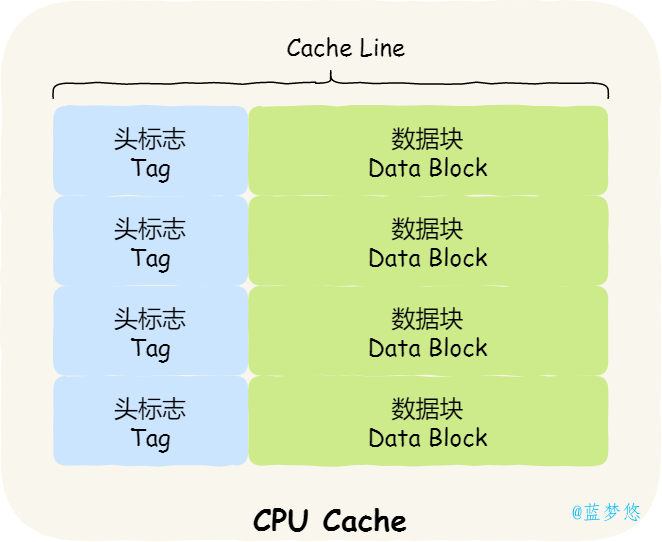 Cache Line
头标志
Tag
数据块
Data Block
头标志
Tag
数据块
Data Block
头标志
Tag
数据块
Data Block
头标志
Tag
数据块
Data Block
CPU Cache
@蓝梦悠